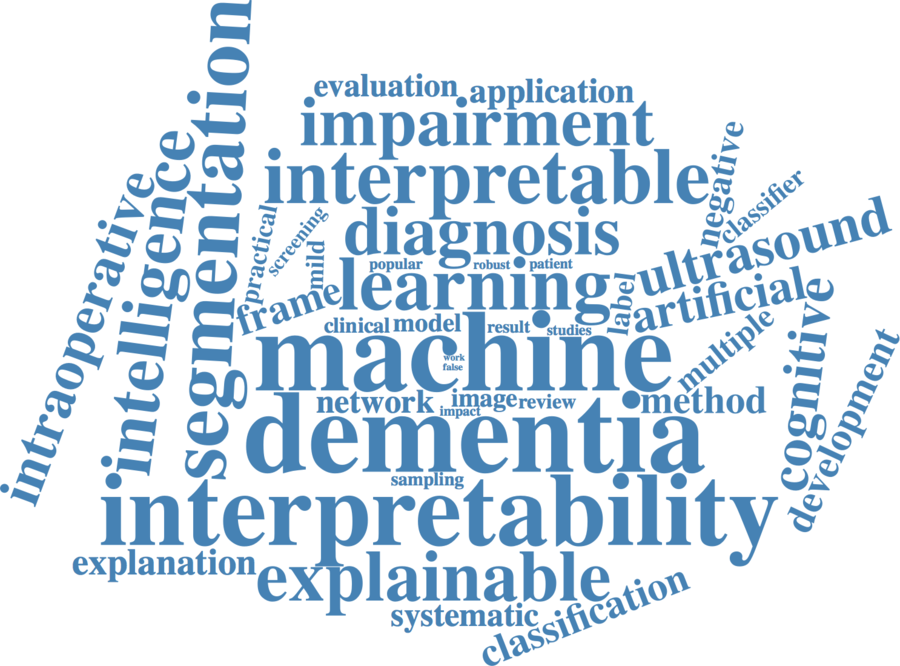 evaluation
application
impairment
interpretable
diagnosis
popular
robust
patient
learning
clinical
model
result
studies
machine
work
false
network
impact
image
review
method
dementia
sampling
interpretability
explanation
explainable
systematic
classification
intraoperative
intelligence
segmentation
practical
screening
mild
frame
negative
classifier
ultrasound
label
artificial
multiple
cognitive
development